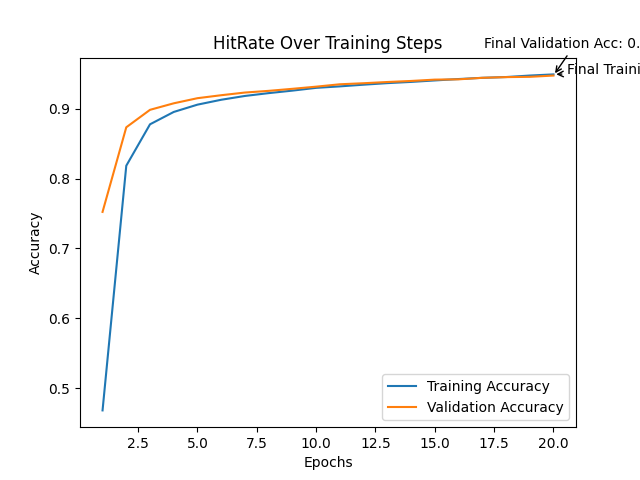 HitRate Over Training Steps
Final Validation Acc: 0.
Final Traini
Accuracy
0.9
0.8
0.7
0.6
0.5
Training Accuracy
Validation Accuracy
2.5 5.0 7.5 10.0 12.5 15.0 17.5 20.0
Epochs